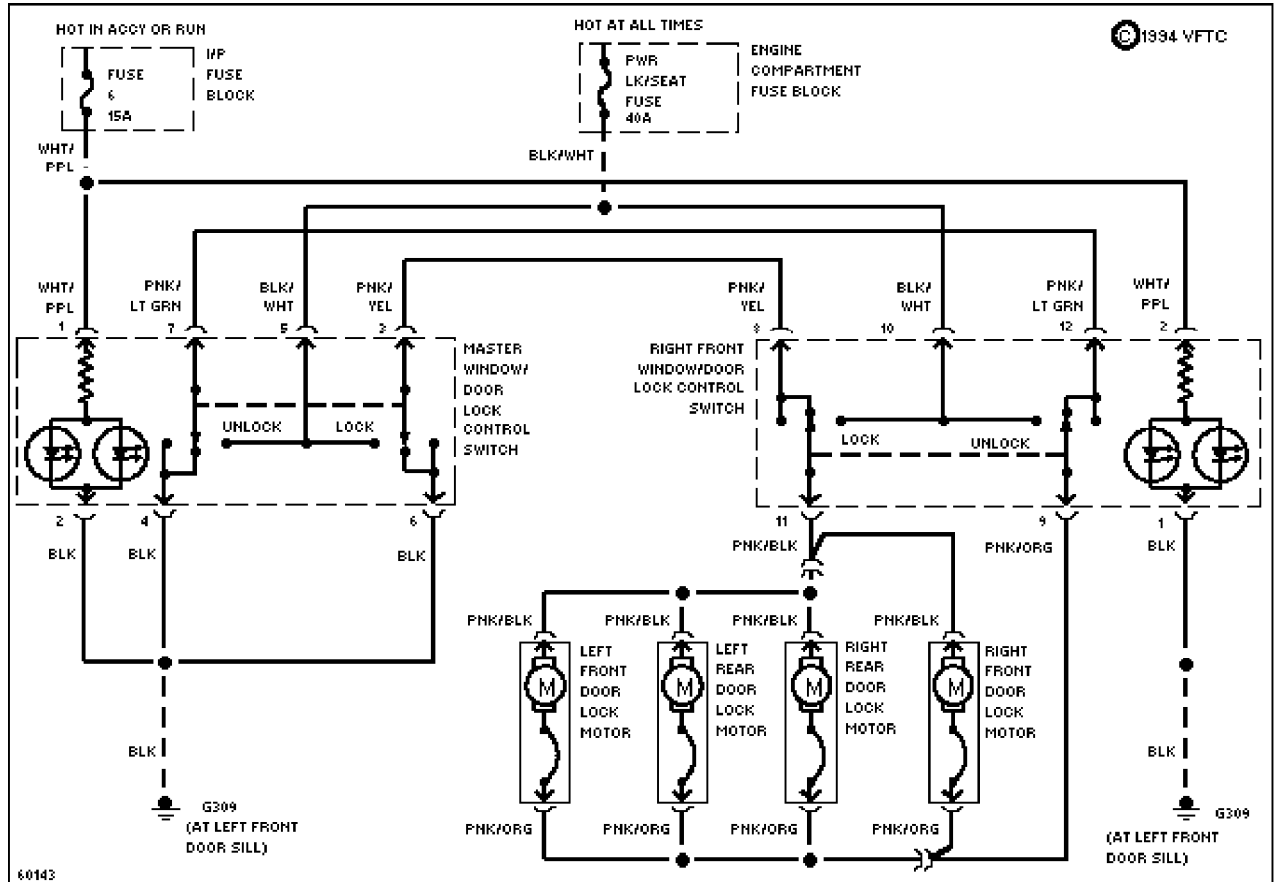 HOT IN ACCY OR RUN
I/P
FUSE
BLOCK
FUSE
6
15A
HOT AT ALL TIMES
PWR
LK/SEAT
FUSE
40A
ENGINE
COMPARTMENT
FUSE BLOCK
© 1994 VFTC
WHT/
PPL
BLK/WHT
WHT/
PPL
PNK/
LT GRN
BLK/
WHT
PNK/
YEL
PNK/
YEL
BLK/
WHT
PNK/
LT GRN
WHT/
PPL
1
7
5
3
8
10
12
2
MASTER
WINDOW/
DOOR
LOCK
CONTROL
SWITCH
RIGHT FRONT
WINDOW/DOOR
LOCK CONTROL
SWITCH
UNLOCK
LOCK
LOCK
UNLOCK
2
4
6
11
9
1
BLK
BLK
BLK
PNK/BLK
PNK/ORG
BLK
PNK/BLK
PNK/BLK
PNK/BLK
PNK/BLK
LEFT
FRONT
DOOR
LOCK
MOTOR
LEFT
REAR
DOOR
LOCK
MOTOR
RIGHT
REAR
DOOR
LOCK
MOTOR
RIGHT
FRONT
DOOR
LOCK
MOTOR
M
M
M
M
BLK
BLK
G309
(AT LEFT FRONT
DOOR SILL)
PNK/ORG
PNK/ORG
PNK/ORG
PNK/ORG
G309
(AT LEFT FRONT
DOOR SILL)
60143